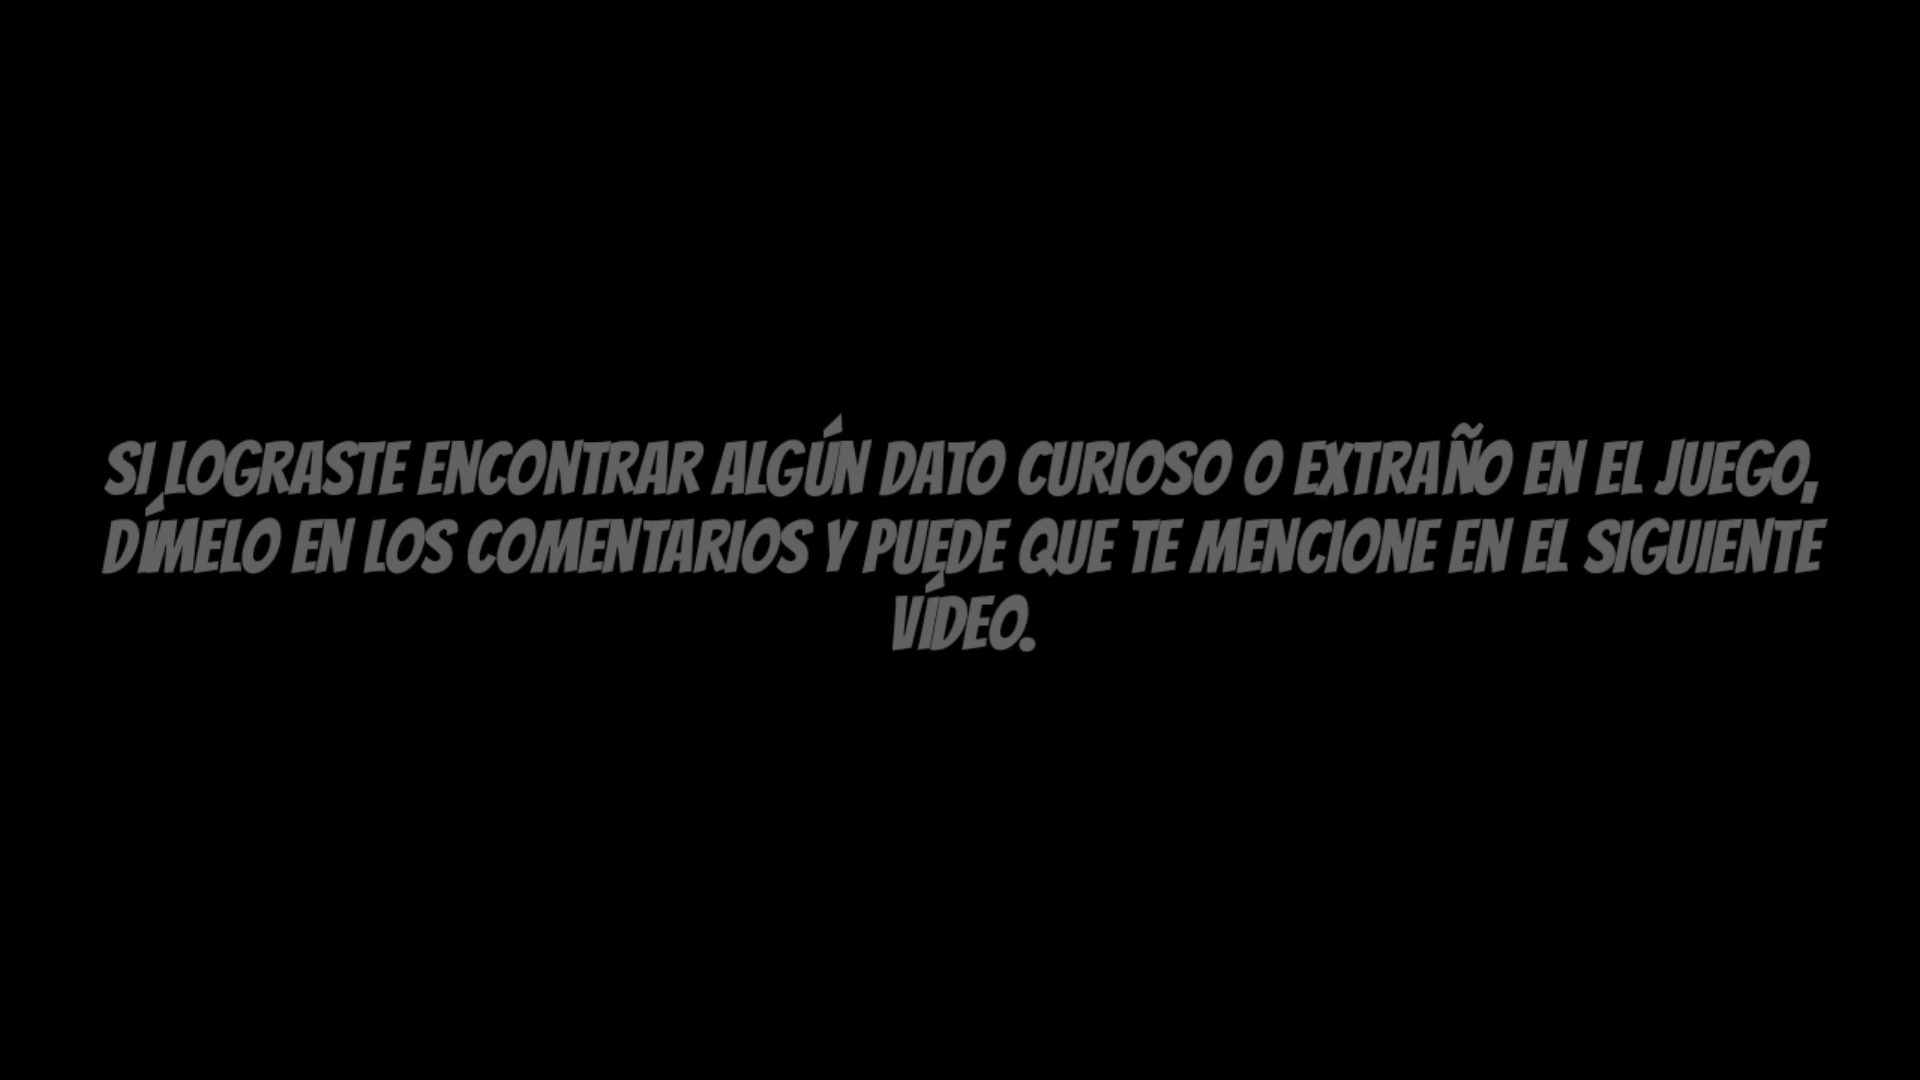 SI LOGRASTE ENCONTRAR ALGÚN DATO CURIOSO O EXTRAÑO EN EL JUEGO,
DÍMELO EN LOS COMENTARIOS Y PUEDE QUE TE MENCIONE EN EL SIGUIENTE
VÍDEO.